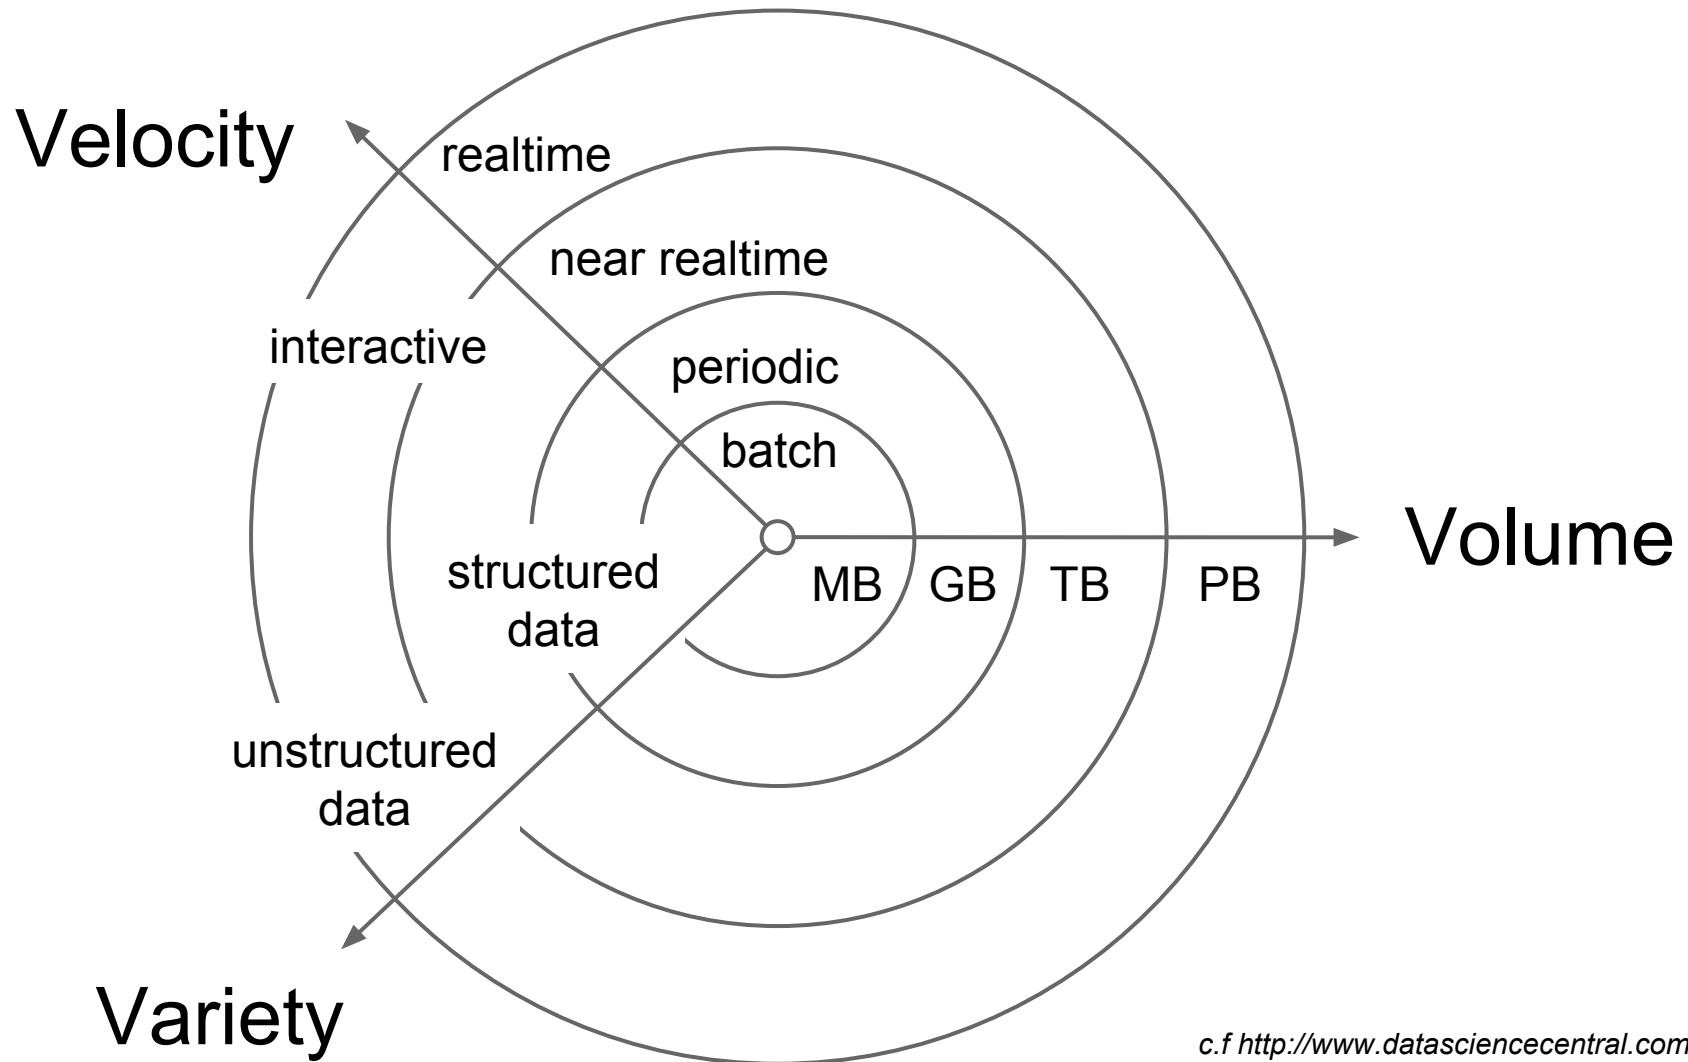 Velocity
realtime
near realtime
interactive
periodic
batch
Volume
structured
data
MB
GB
TB
PB
unstructured
data
Variety
c.f http://www.datasciencecentral.com